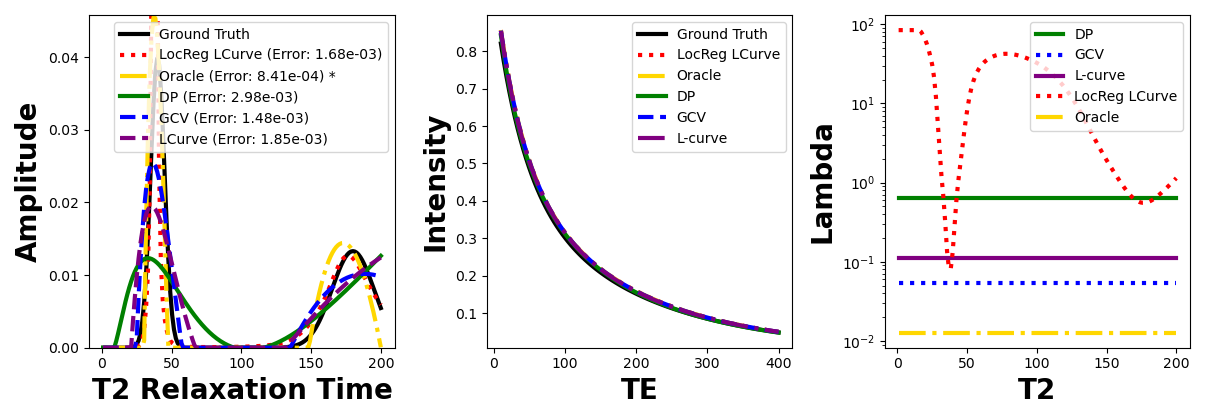 Amplitude
0.00
0.01
0.02
0.03
0.04
0
50
100
150
200
T2 Relaxation Time
Ground Truth
LocReg LCurve (Error: 1.68e-03)
Oracle (Error: 8.41e-04) *
DP (Error: 2.98e-03)
GCV (Error: 1.48e-03)
LCurve (Error: 1.85e-03)
Intensity
0.1
0.2
0.3
0.4
0.5
0.6
0.7
0.8
0
100
200
300
400
TE
Ground Truth
LocReg LCurve
Oracle
DP
GCV
L-curve
Lambda
10⁻²
10⁻¹
10⁰
10¹
10²
0
50
100
150
200
T2
DP
GCV
L-curve
LocReg LCurve
Oracle